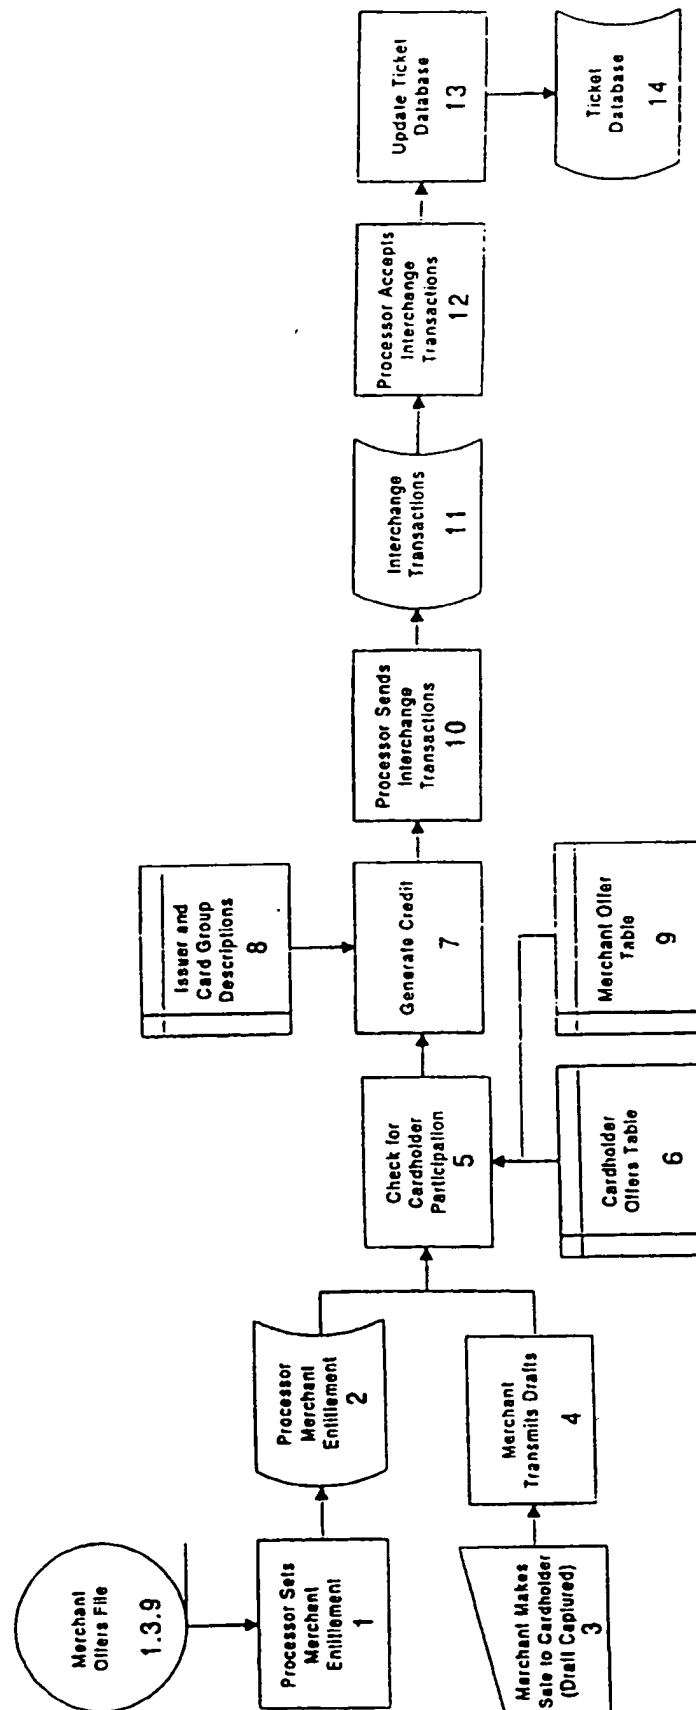 Merchant
Offers File
1.3.9
Processor Sets
Merchant
Entitlement
1
Processor
Merchant
Entitlement
2
Merchant Makes
Sale to Cardholder
(Draft Captured)
3
Merchant
Transmits Drafts
4
Check for
Cardholder
Participation
5
Cardholder
Offers Table
6
Generate Credit
7
Issuer and
Card Group
Descriptions
8
Merchant Offer
Table
9
Processor Sends
Interchange
Transactions
10
Interchange
Transactions
11
Processor Accepts
Interchange
Transactions
12
Update Ticket
Database
13
Ticket
Database
14